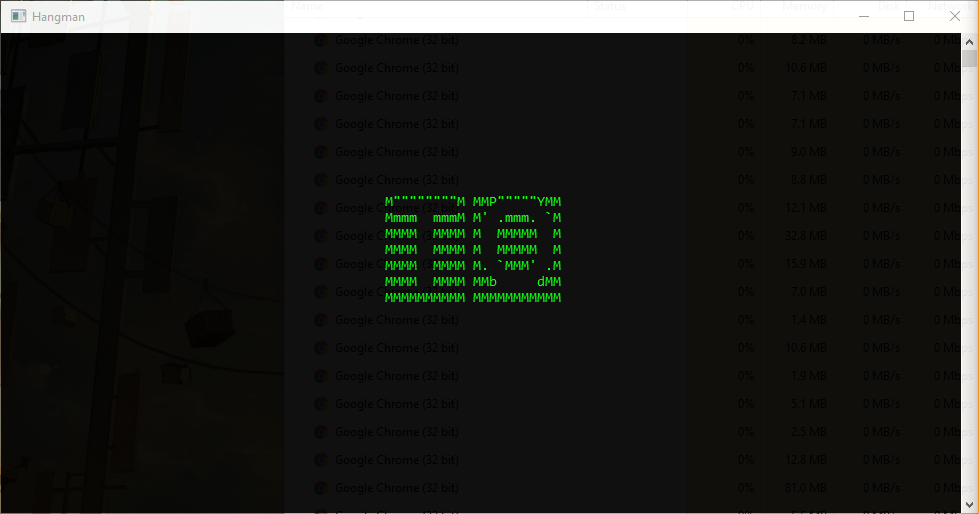 Hangman
Name Status CPU Memory Disk Network
Google Chrome (32 bit) 0% 8.2 MB 0 MB/s 0 Mbps
Google Chrome (32 bit) 0% 10.6 MB 0 MB/s 0 Mbps
Google Chrome (32 bit) 0% 7.1 MB 0 MB/s 0 Mbps
Google Chrome (32 bit) 0% 7.1 MB 0 MB/s 0 Mbps
Google Chrome (32 bit) 0% 9.0 MB 0 MB/s 0 Mbps
Google Chrome (32 bit) 0% 8.8 MB 0 MB/s 0 Mbps
M""""""""M MMP"""""YMM
Google Chrome (32 bit) 0% 12.1 MB 0 MB/s 0 Mbps
Mmmm  mmmM M' .mmm. `M
MMMM  MMMM M  MMMMM  M
Google Chrome (32 bit) 0% 32.8 MB 0 MB/s 0 Mbps
MMMM  MMMM M  MMMMM  M
Google Chrome (32 bit) 0% 15.9 MB 0 MB/s 0 Mbps
MMMM  MMMM M. `MMM' .M
MMMM  MMMM MMb     dMM
Google Chrome (32 bit) 0% 7.0 MB 0 MB/s 0 Mbps
MMMMMMMMMM MMMMMMMMMMM
Google Chrome (32 bit) 0% 1.4 MB 0 MB/s 0 Mbps
Google Chrome (32 bit) 0% 10.6 MB 0 MB/s 0 Mbps
Google Chrome (32 bit) 0% 1.9 MB 0 MB/s 0 Mbps
Google Chrome (32 bit) 0% 5.1 MB 0 MB/s 0 Mbps
Google Chrome (32 bit) 0% 2.5 MB 0 MB/s 0 Mbps
Google Chrome (32 bit) 0% 12.8 MB 0 MB/s 0 Mbps
Google Chrome (32 bit) 0% 81.0 MB 0 MB/s 0 Mbps